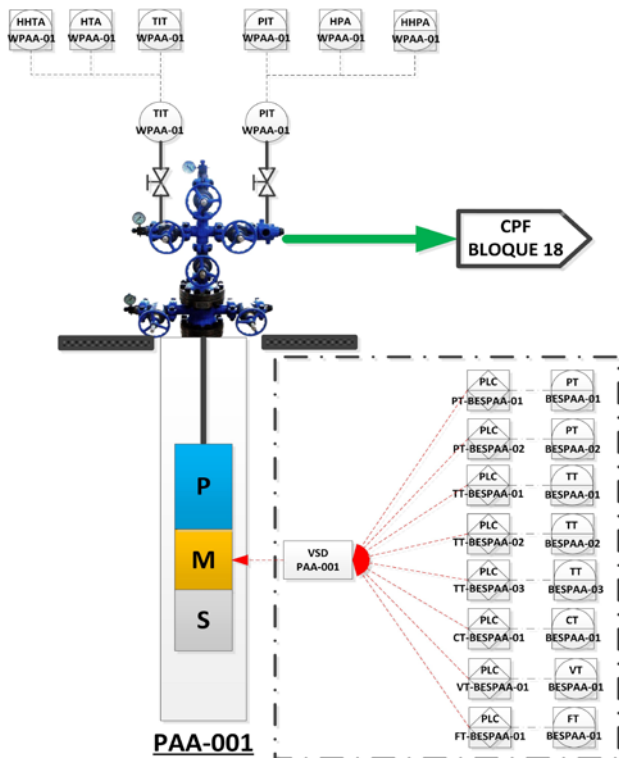 HHTA
WPAA-01
HTA
WPAA-01
TIT
WPAA-01
PIT
WPAA-01
HPA
WPAA-01
HHPA
WPAA-01
TIT
WPAA-01
PIT
WPAA-01
CPF
BLOQUE 18
P
M
S
VSD
PAA-001
PLC
PT-BESPAA-01
PT
BESPAA-01
PLC
PT-BESPAA-02
PT
BESPAA-02
PLC
TT-BESPAA-01
TT
BESPAA-01
PLC
TT-BESPAA-02
TT
BESPAA-02
PLC
TT-BESPAA-03
TT
BESPAA-03
PLC
CT-BESPAA-01
CT
BESPAA-01
PLC
VT-BESPAA-01
VT
BESPAA-01
PLC
FT-BESPAA-01
FT
BESPAA-01
PAA-001